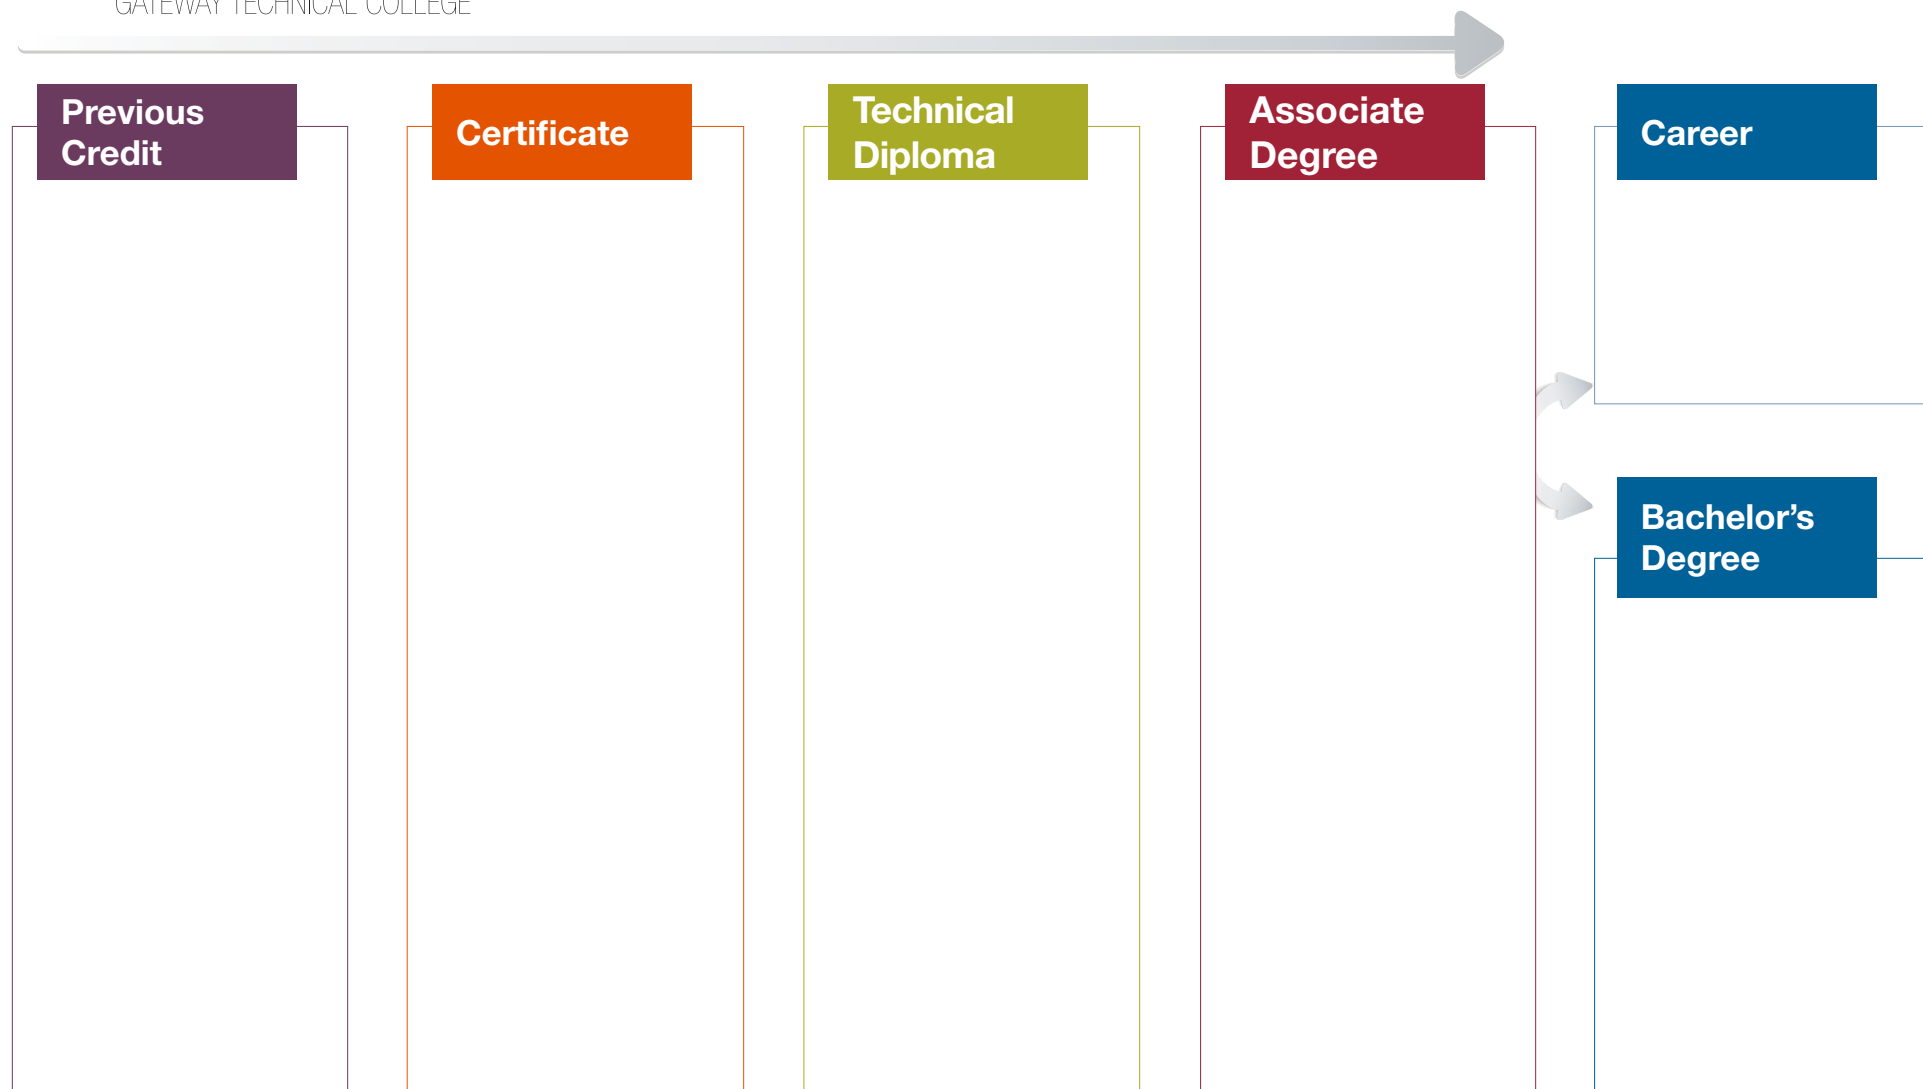 GATEWAY TECHNICAL COLLEGE
Previous
Credit
Certificate
Technical
Diploma
Associate
Degree
Career
Bachelor’s
Degree